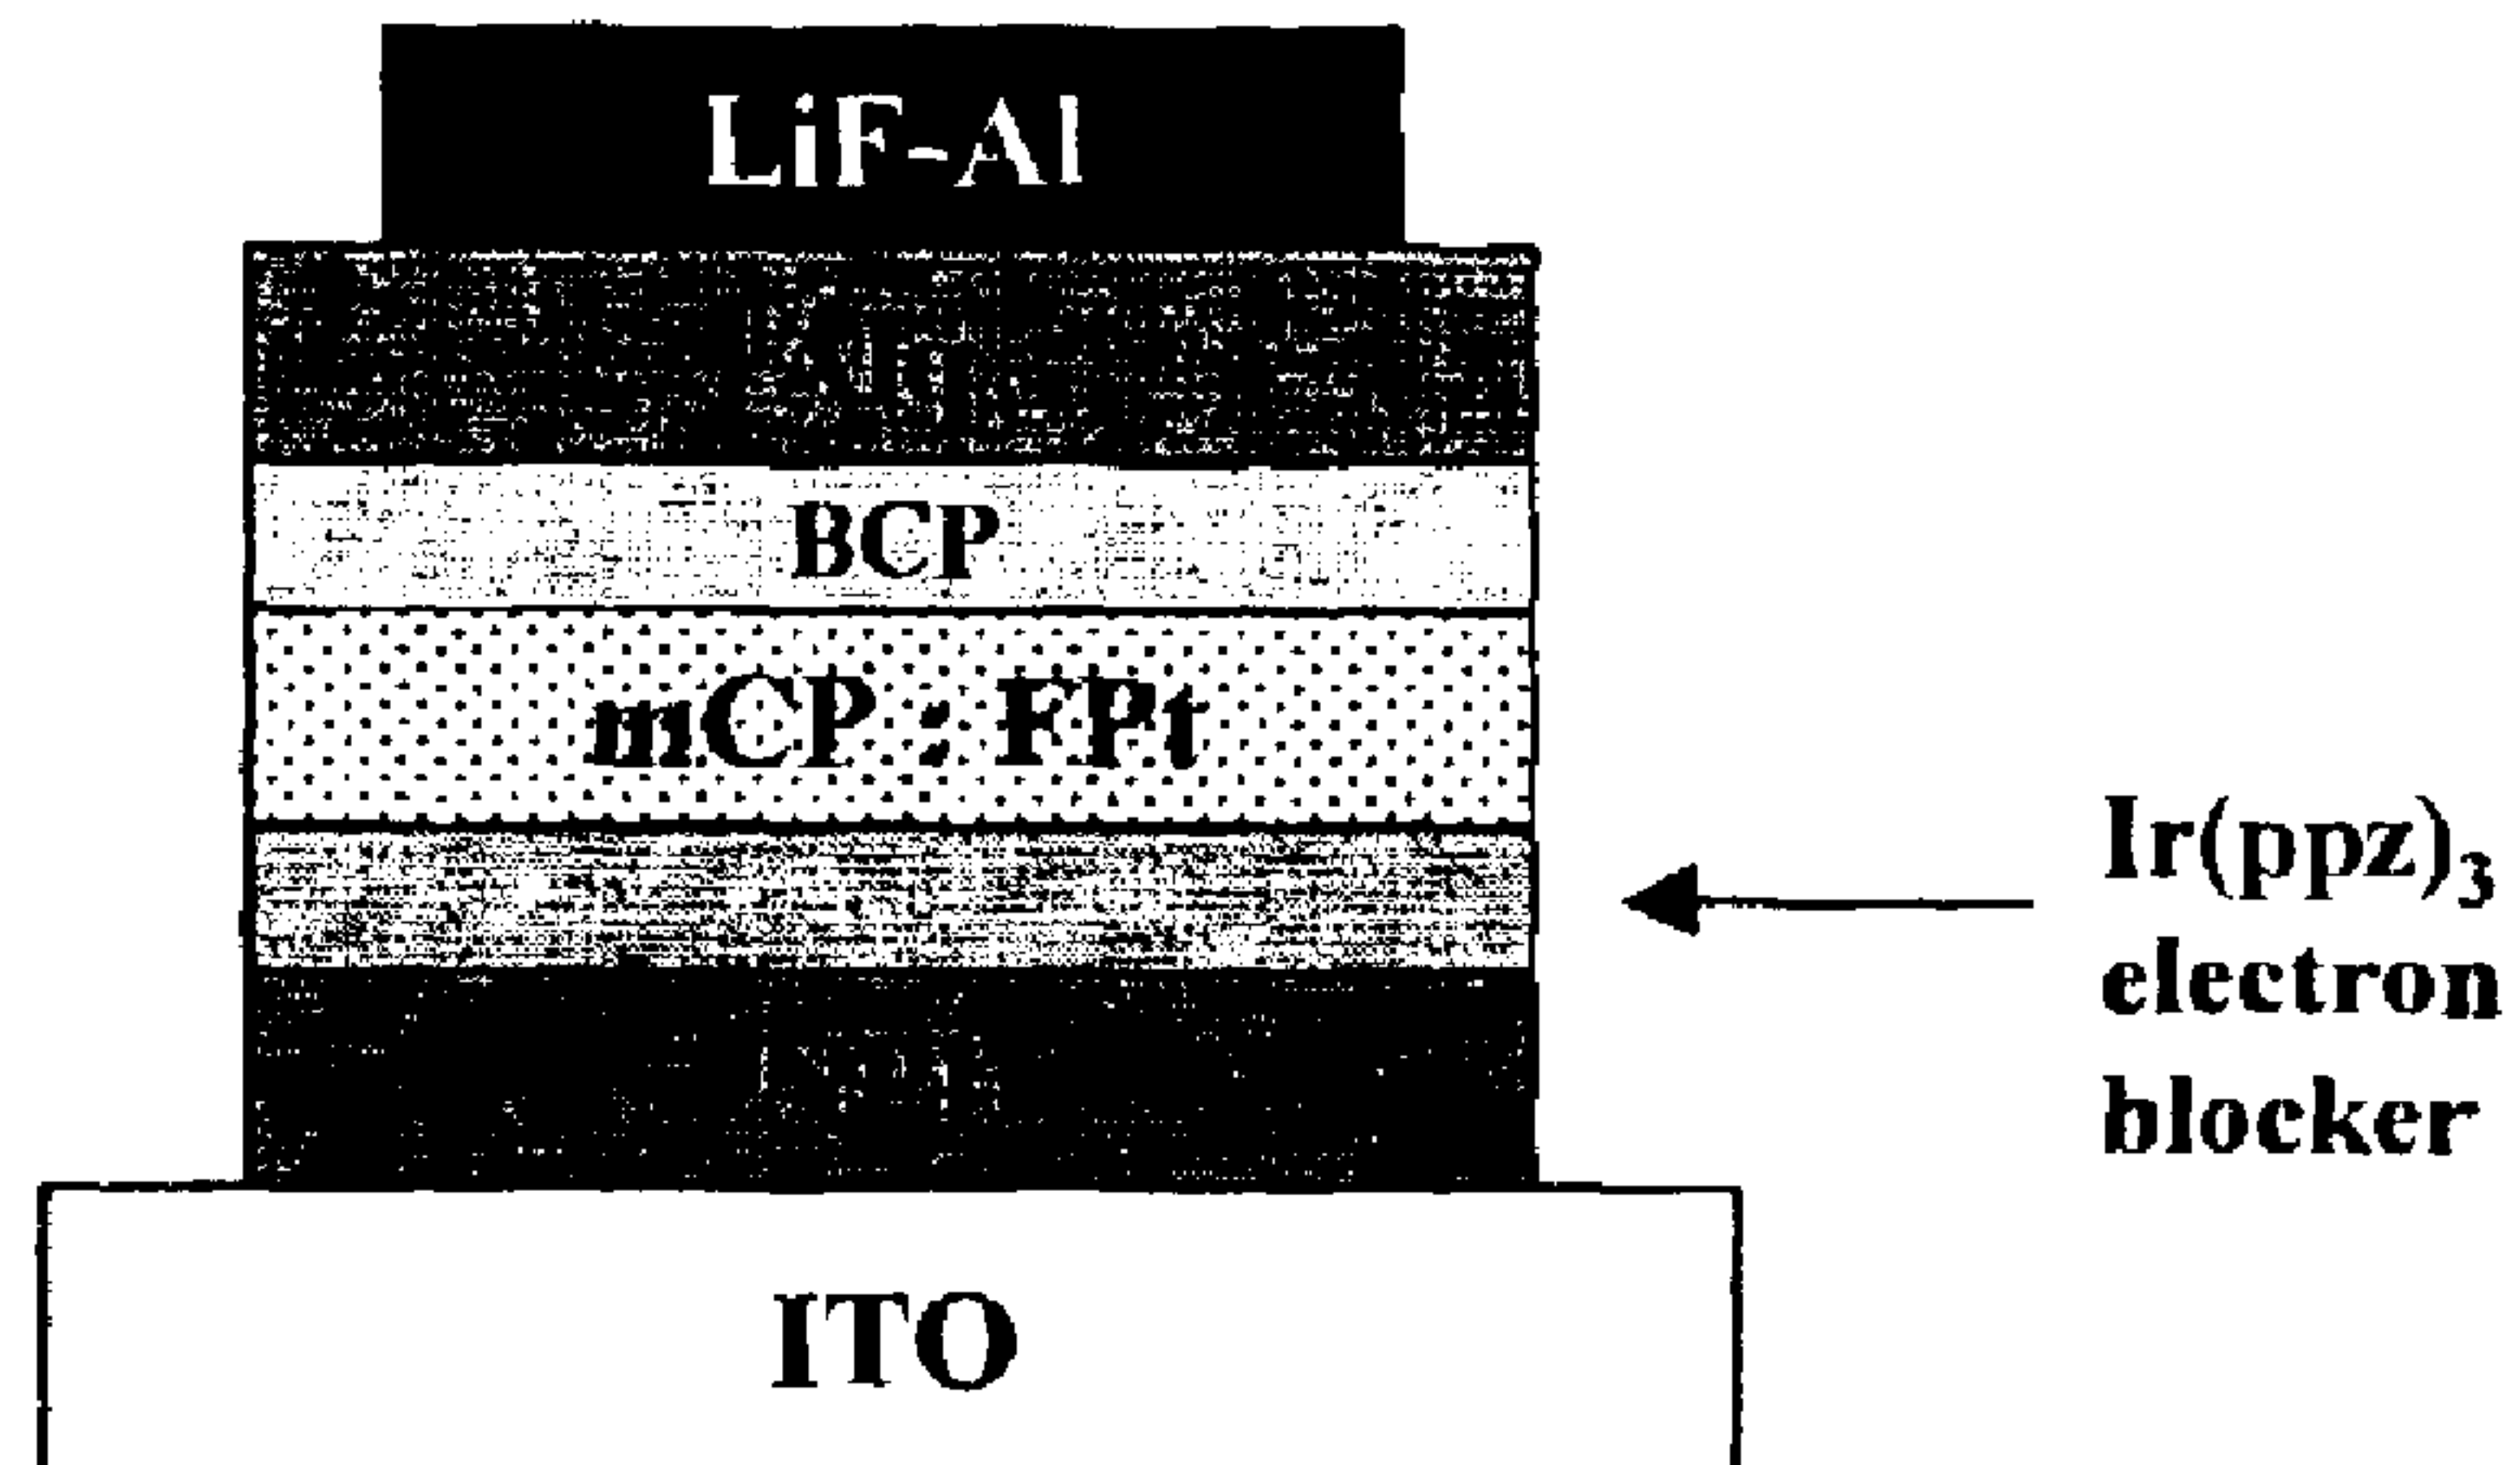 LiF-Al
BCP
mCP : FPt
Ir(ppz)₃
electron
blocker
ITO